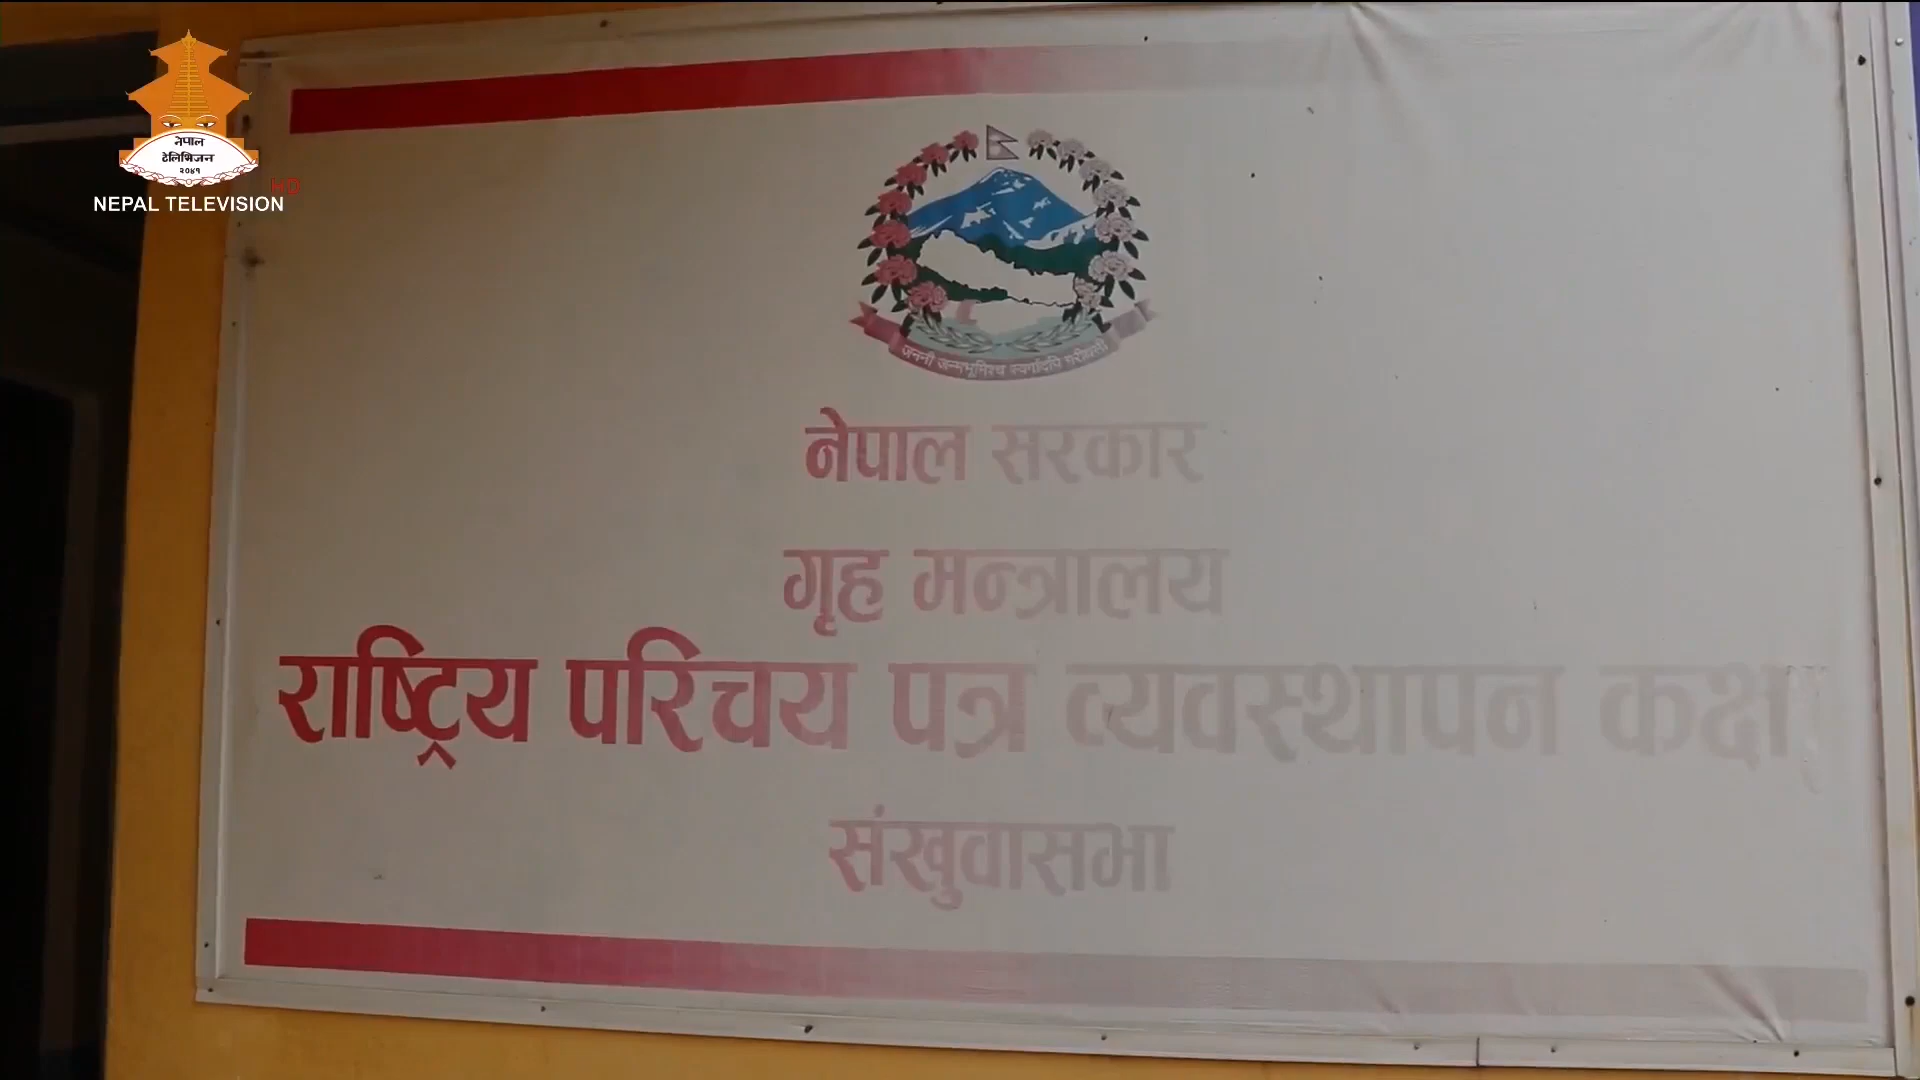 नेपाल
टेलिभिजन
२०४१
HD
NEPAL TELEVISION
जननी जन्मभूमिश्च स्वर्गादपि गरीयसी
नेपाल सरकार
गृह मन्त्रालय
राष्ट्रिय परिचय पत्र व्यवस्थापन कक्ष
संखुवासभा